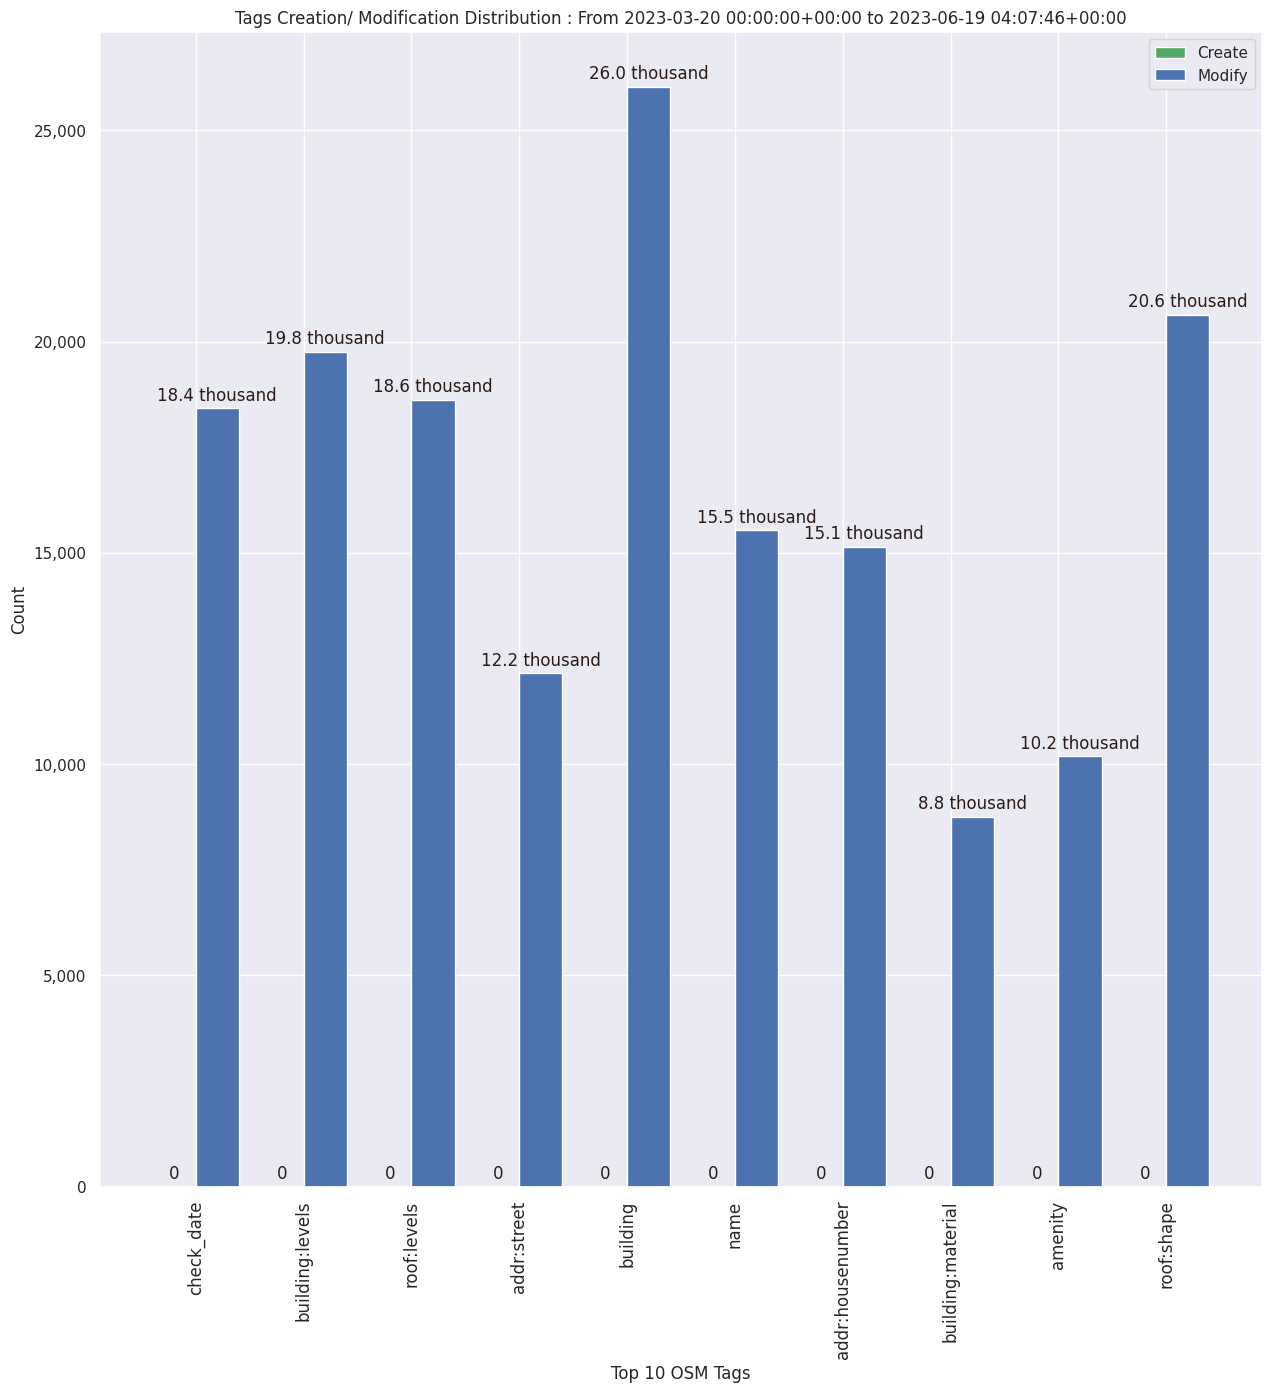 Tags Creation/ Modification Distribution : From 2023-03-20 00:00:00+00:00 to 2023-06-19 04:07:46+00:00
Create
Modify
Count
25,000
20,000
15,000
10,000
5,000
0
18.4 thousand
19.8 thousand
18.6 thousand
12.2 thousand
26.0 thousand
15.5 thousand
15.1 thousand
8.8 thousand
10.2 thousand
20.6 thousand
0
0
0
0
0
0
0
0
0
0
check_date
building:levels
roof:levels
addr:street
building
name
addr:housenumber
building:material
amenity
roof:shape
Top 10 OSM Tags